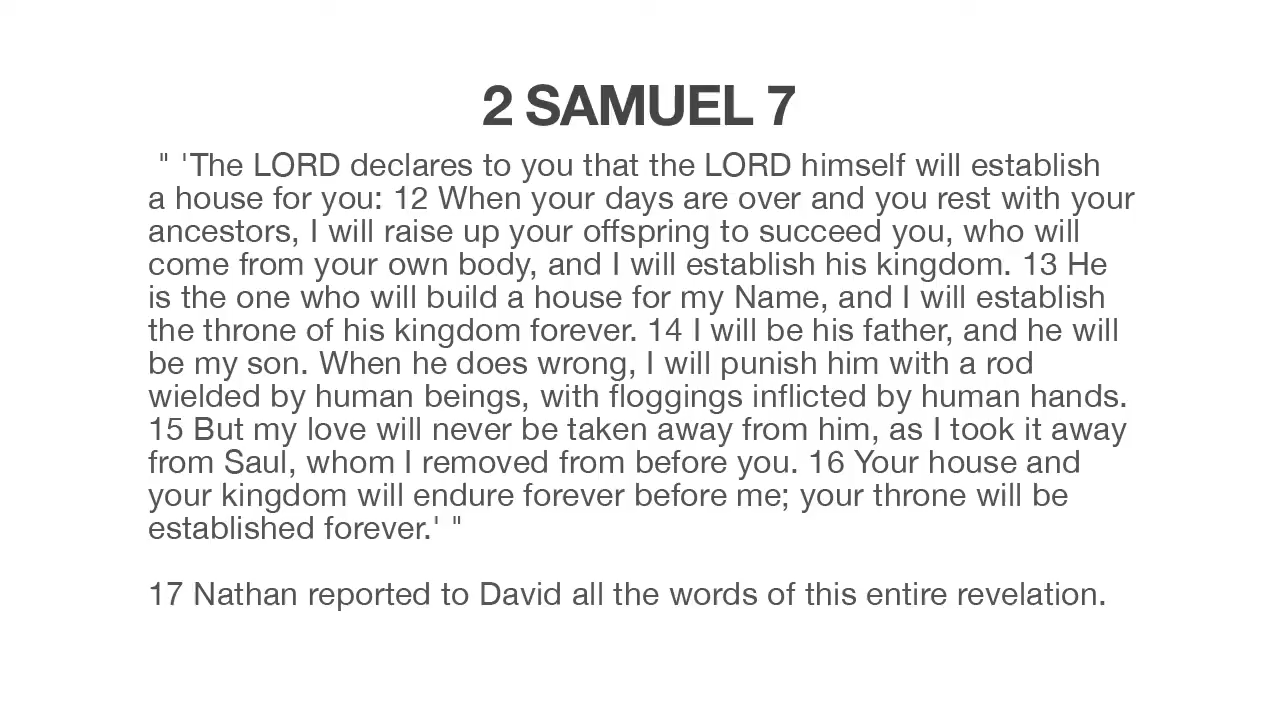 2 SAMUEL 7
" 'The LORD declares to you that the LORD himself will establish
a house for you: 12 When your days are over and you rest with your
ancestors, I will raise up your offspring to succeed you, who will
come from your own body, and I will establish his kingdom. 13 He
is the one who will build a house for my Name, and I will establish
the throne of his kingdom forever. 14 I will be his father, and he will
be my son. When he does wrong, I will punish him with a rod
wielded by human beings, with floggings inflicted by human hands.
15 But my love will never be taken away from him, as I took it away
from Saul, whom I removed from before you. 16 Your house and
your kingdom will endure forever before me; your throne will be
established forever.' "
17 Nathan reported to David all the words of this entire revelation.